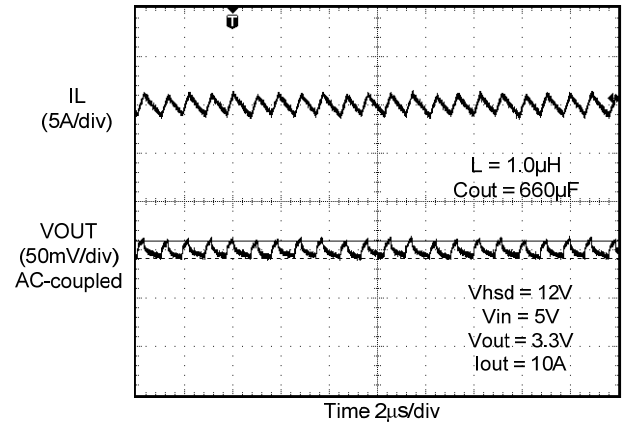 T
IL
(5A/div)
L = 1.0µH
Cout = 660µF
VOUT
(50mV/div)
AC-coupled
Vhsd = 12V
Vin = 5V
Vout = 3.3V
Iout = 10A
Time 2µs/div